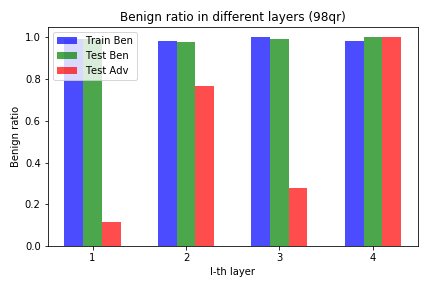 Benign ratio in different layers (98qr)
Train Ben
Test Ben
Test Adv
Benign ratio
1.0
0.8
0.6
0.4
0.2
0.0
1 2 3 4
l-th layer